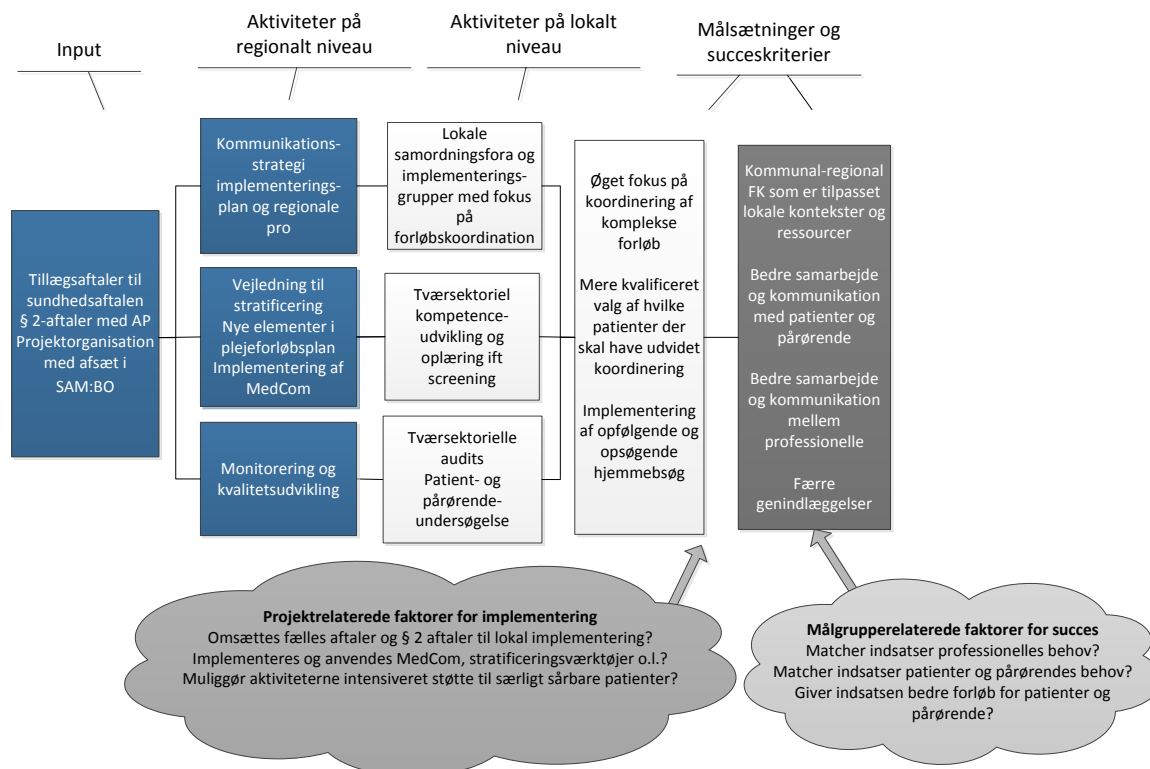 Input
Aktiviteter på
regionalt niveau
Aktiviteter på lokalt
niveau
Målsætninger og
succeskriterier
Tillægsaftaler til
sundhedsaftalen
§ 2-aftaler med AP
Projektorganisation
med afsæt i
SAM:BO
Kommunikations-
strategi
implementerings-
plan og regionale
pro
Vejledning til
stratificering
Nye elementer i
plejeforløbsplan
Implementering af
MedCom
Monitorering og
kvalitetsudvikling
Lokale
samordningsfora og
implementerings-
grupper med fokus
på
forløbskoordination
Tværsektoriel
kompetence-
udvikling og
oplæring ift
screening
Tværsektorielle
audits
Patient- og
pårørende-
undersøgelse
Øget fokus på
koordinering af
komplekse
forløb
Mere kvalificeret
valg af hvilke
patienter der
skal have udvidet
koordinering
Implementering
af opfølgende og
opsøgende
hjemmebsøg
Kommunal-regional
FK som er tilpasset
lokale kontekster og
ressourcer
Bedre samarbejde
og kommunikation
med patienter og
pårørende
Bedre samarbejde
og kommunikation
mellem
professionelle
Færre
genindlæggelser
Projektrelaterede faktorer for implementering
Omsættes fælles aftaler og § 2 aftaler til lokal implementering?
Implementeres og anvendes MedCom, stratificeringsværktøjer o.l.?
Muliggør aktiviteterne intensiveret støtte til særligt sårbare patienter?
Målgrupperelaterede faktorer for succes
Matcher indsatser professionelles behov?
Matcher indsatser patienter og pårørendes behov?
Giver indsatsen bedre forløb for patienter og
pårørende?